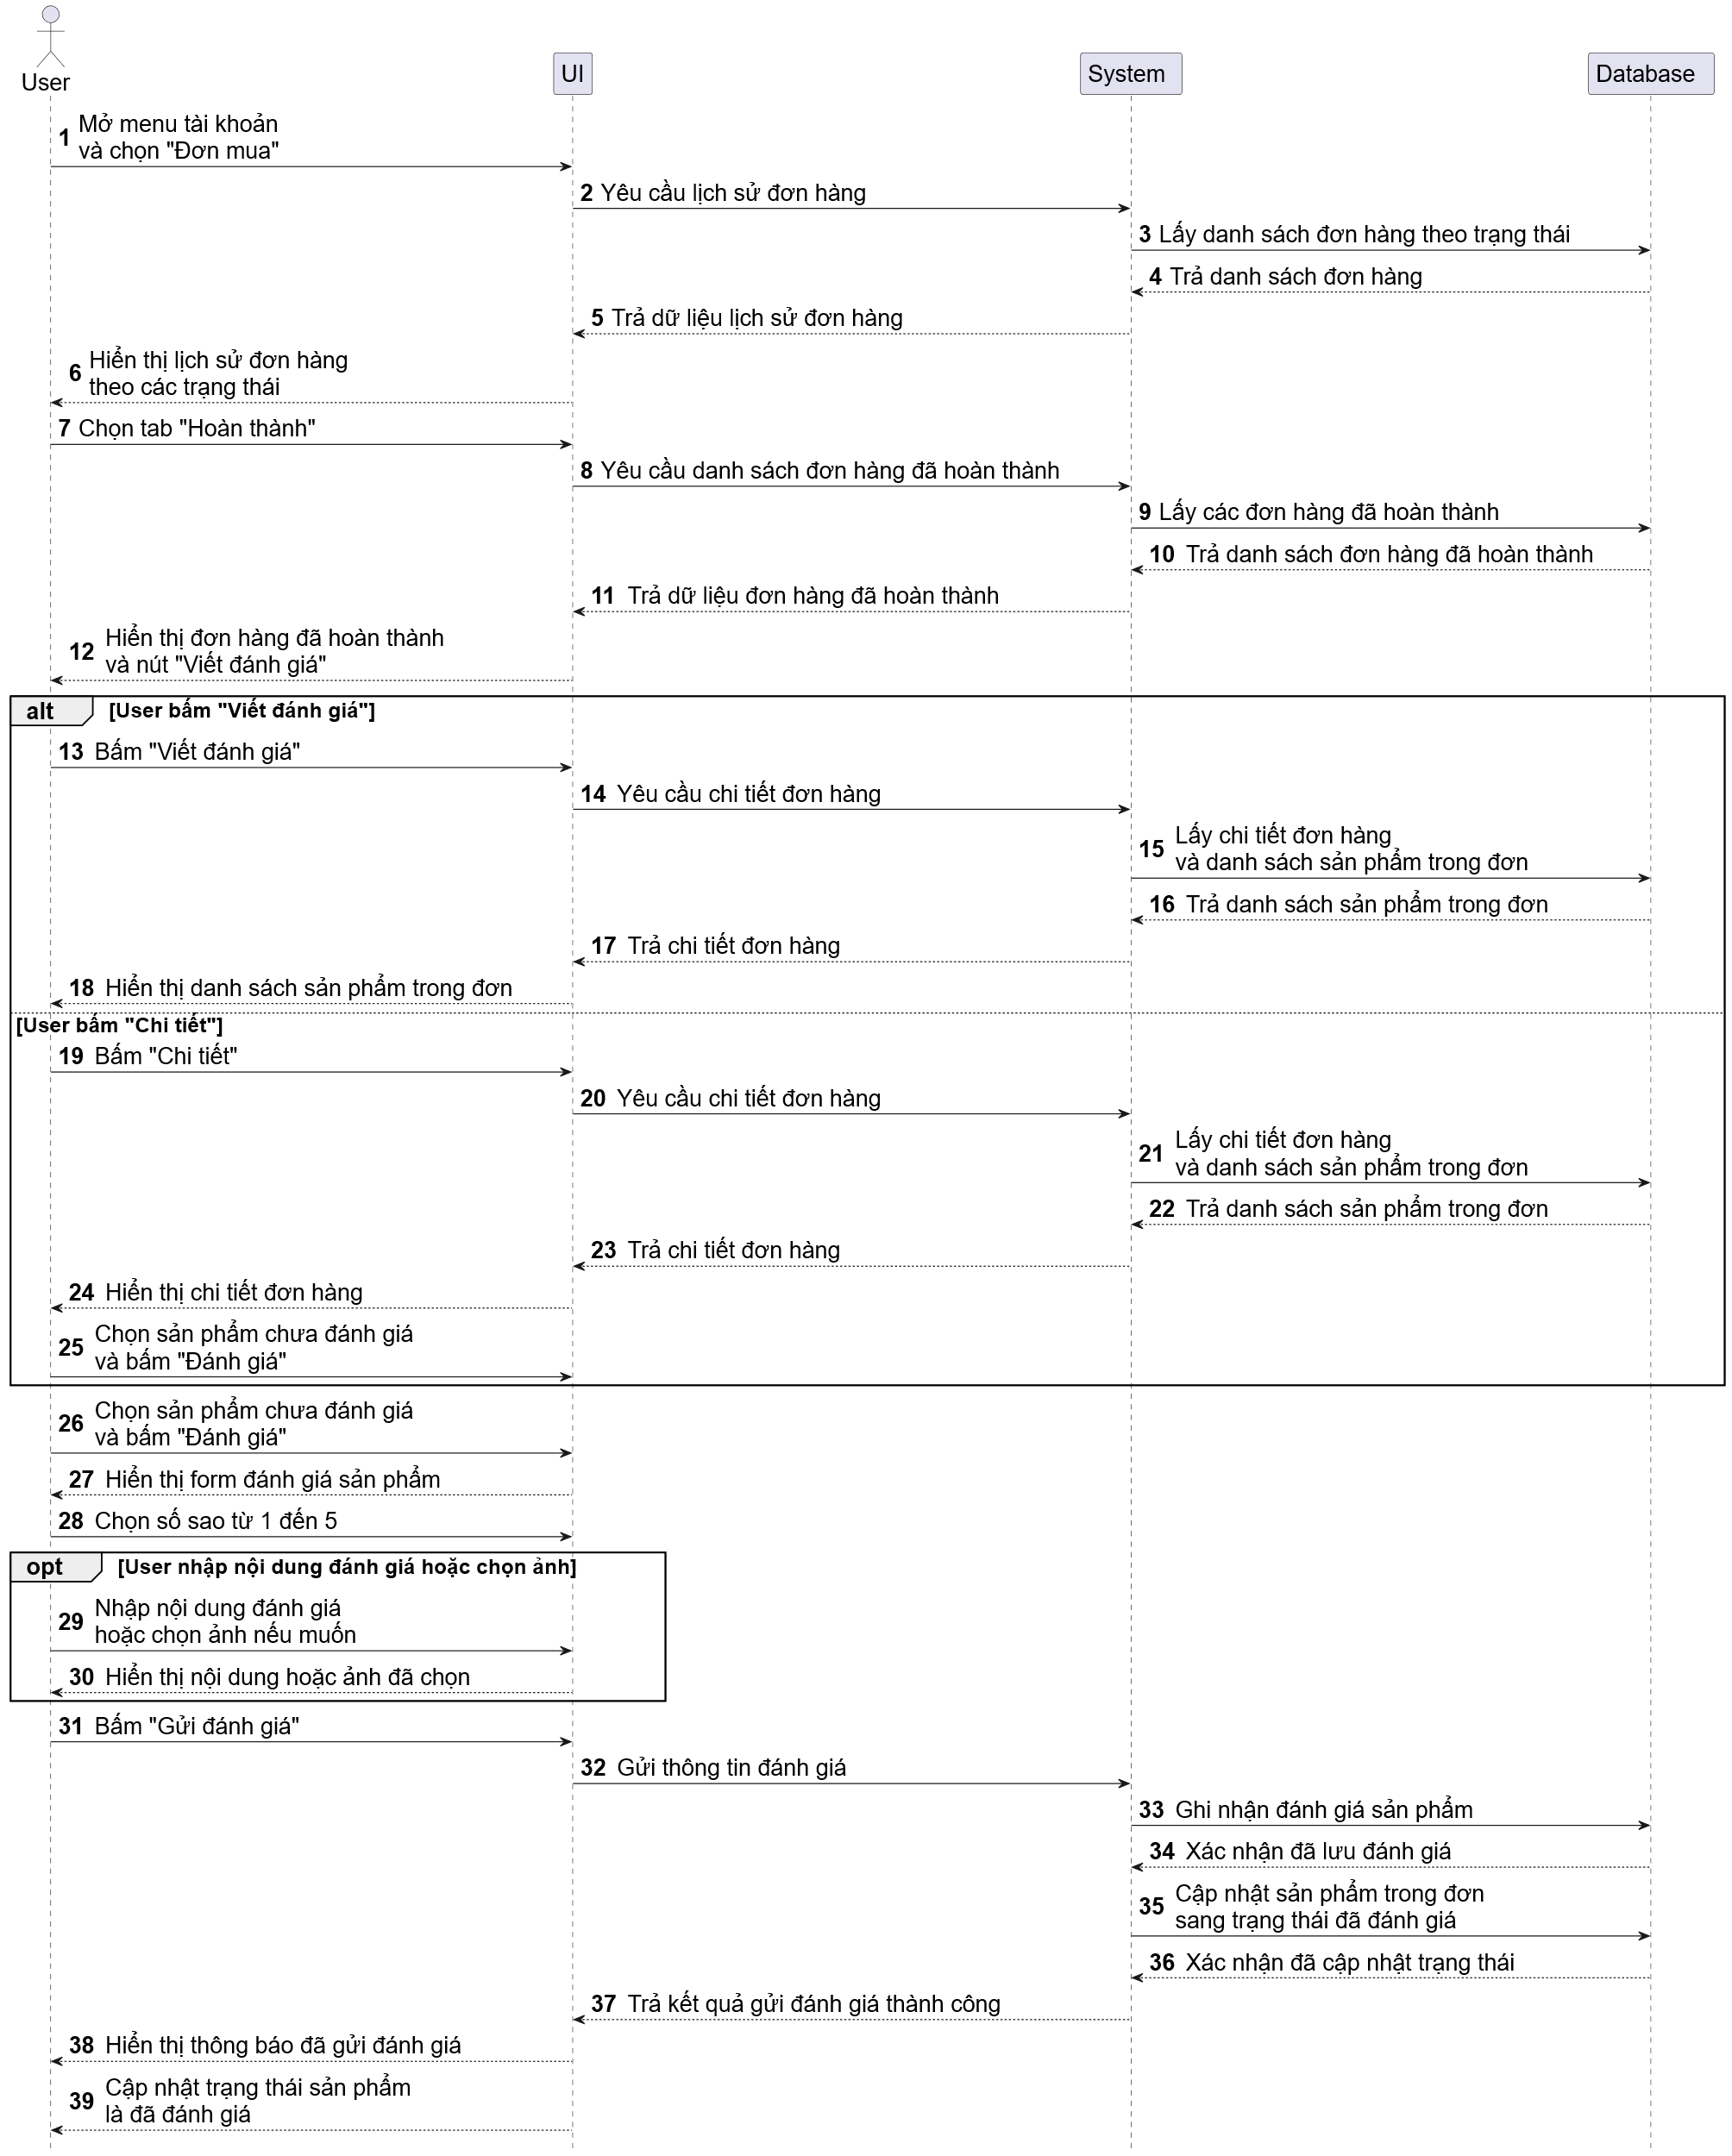 User
UI
System
Database
1 Mở menu tài khoản
và chọn "Đơn mua"
2 Yêu cầu lịch sử đơn hàng
3 Lấy danh sách đơn hàng theo trạng thái
4 Trả danh sách đơn hàng
5 Trả dữ liệu lịch sử đơn hàng
6 Hiển thị lịch sử đơn hàng
theo các trạng thái
7 Chọn tab "Hoàn thành"
8 Yêu cầu danh sách đơn hàng đã hoàn thành
9 Lấy các đơn hàng đã hoàn thành
10 Trả danh sách đơn hàng đã hoàn thành
11 Trả dữ liệu đơn hàng đã hoàn thành
12 Hiển thị đơn hàng đã hoàn thành
và nút "Viết đánh giá"
alt [User bấm "Viết đánh giá"]
13 Bấm "Viết đánh giá"
14 Yêu cầu chi tiết đơn hàng
15 Lấy chi tiết đơn hàng
và danh sách sản phẩm trong đơn
16 Trả danh sách sản phẩm trong đơn
17 Trả chi tiết đơn hàng
18 Hiển thị danh sách sản phẩm trong đơn
[User bấm "Chi tiết"]
19 Bấm "Chi tiết"
20 Yêu cầu chi tiết đơn hàng
21 Lấy chi tiết đơn hàng
và danh sách sản phẩm trong đơn
22 Trả danh sách sản phẩm trong đơn
23 Trả chi tiết đơn hàng
24 Hiển thị chi tiết đơn hàng
25 Chọn sản phẩm chưa đánh giá
và bấm "Đánh giá"
26 Chọn sản phẩm chưa đánh giá
và bấm "Đánh giá"
27 Hiển thị form đánh giá sản phẩm
28 Chọn số sao từ 1 đến 5
opt [User nhập nội dung đánh giá hoặc chọn ảnh]
29 Nhập nội dung đánh giá
hoặc chọn ảnh nếu muốn
30 Hiển thị nội dung hoặc ảnh đã chọn
31 Bấm "Gửi đánh giá"
32 Gửi thông tin đánh giá
33 Ghi nhận đánh giá sản phẩm
34 Xác nhận đã lưu đánh giá
35 Cập nhật sản phẩm trong đơn
sang trạng thái đã đánh giá
36 Xác nhận đã cập nhật trạng thái
37 Trả kết quả gửi đánh giá thành công
38 Hiển thị thông báo đã gửi đánh giá
39 Cập nhật trạng thái sản phẩm
là đã đánh giá